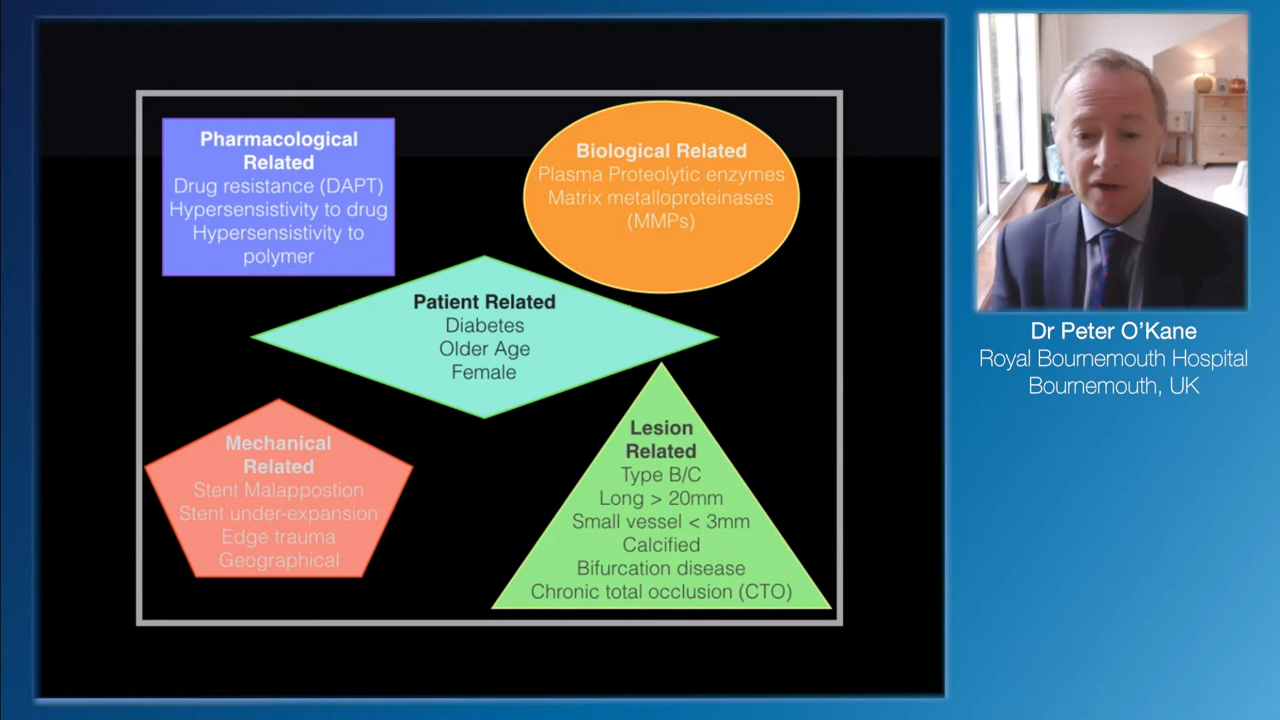 Pharmacological
Related
Drug resistance (DAPT)
Hypersensistivity to drug
Hypersensistivity to
polymer
Biological Related
Plasma Proteolytic enzymes
Matrix metalloproteinases
(MMPs)
Patient Related
Diabetes
Older Age
Female
Mechanical
Related
Stent Malappostion
Stent under-expansion
Edge trauma
Geographical
Lesion
Related
Type B/C
Long > 20mm
Small vessel < 3mm
Calcified
Bifurcation disease
Chronic total occlusion (CTO)
Dr Peter O’Kane
Royal Bournemouth Hospital
Bournemouth, UK